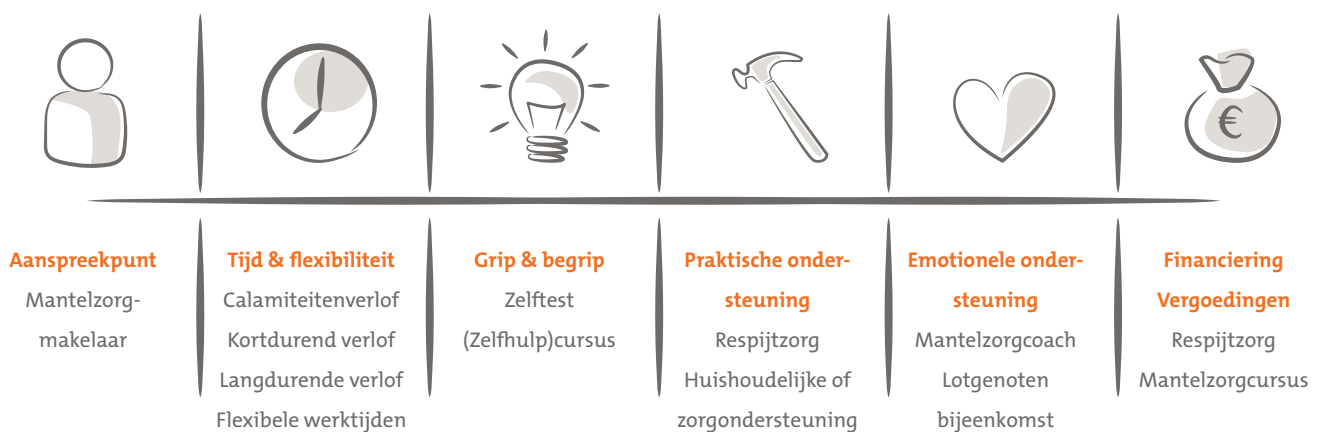 €
Aanspreekpunt
Mantelzorg-
makelaar
Tijd & flexibiliteit
Calamiteitenverlof
Kortdurend verlof
Langdurende verlof
Flexibele werktijden
Grip & begrip
Zelftest
(Zelfhulp)cursus
Praktische onder-
steuning
Respijtzorg
Huishoudelijke of
zorgondersteuning
Emotionele onder-
steuning
Mantelzorgcoach
Lotgenoten
bijeenkomst
Financiering
Vergoedingen
Respijtzorg
Mantelzorgcursus